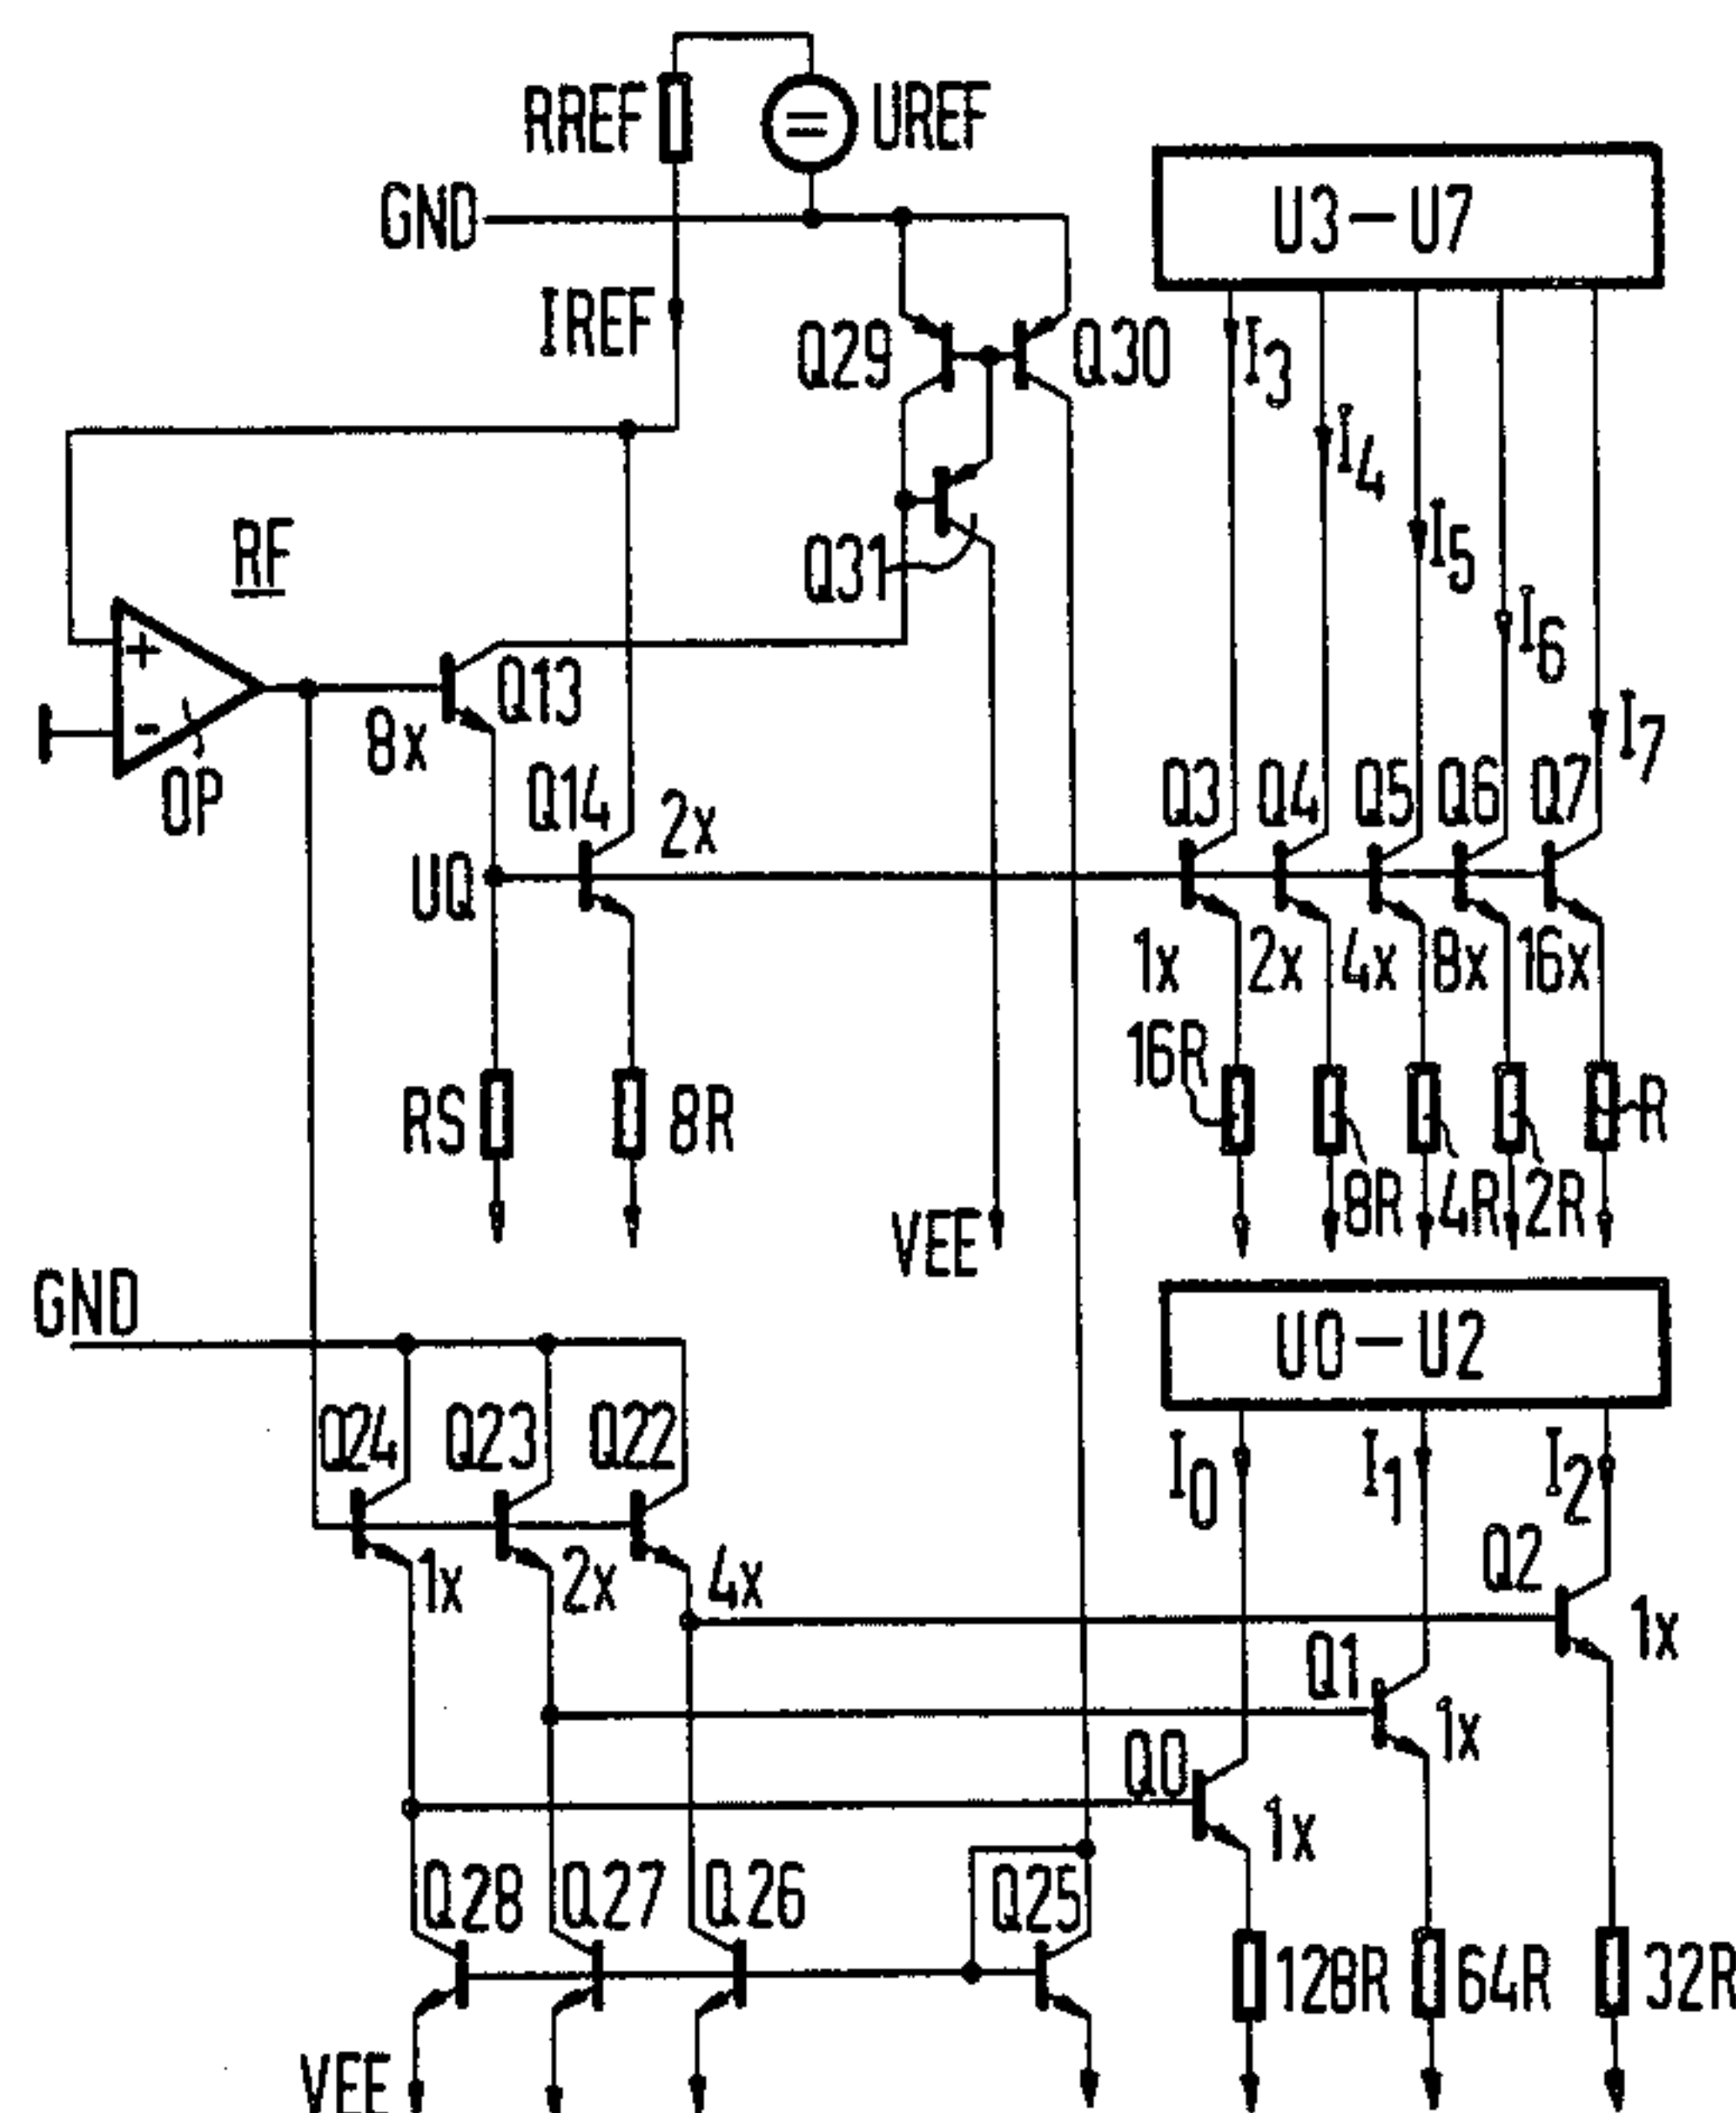 RREF
=
UREF
GND
U3-U7
IREF
Q29
Q30
I3
I4
I5
I6
I7
RF
Q31
+
-
OP
Q13
8x
Q14
2x
UQ
Q3
Q4
Q5
Q6
Q7
1x
2x
4x
8x
16x
RS
8R
16R
8R
4R
2R
R
VEE
GND
U0-U2
Q24
Q23
Q22
I0
I1
I2
1x
2x
4x
Q2
1x
Q1
1x
Q0
1x
Q28
Q27
Q26
Q25
128R
64R
32R
VEE